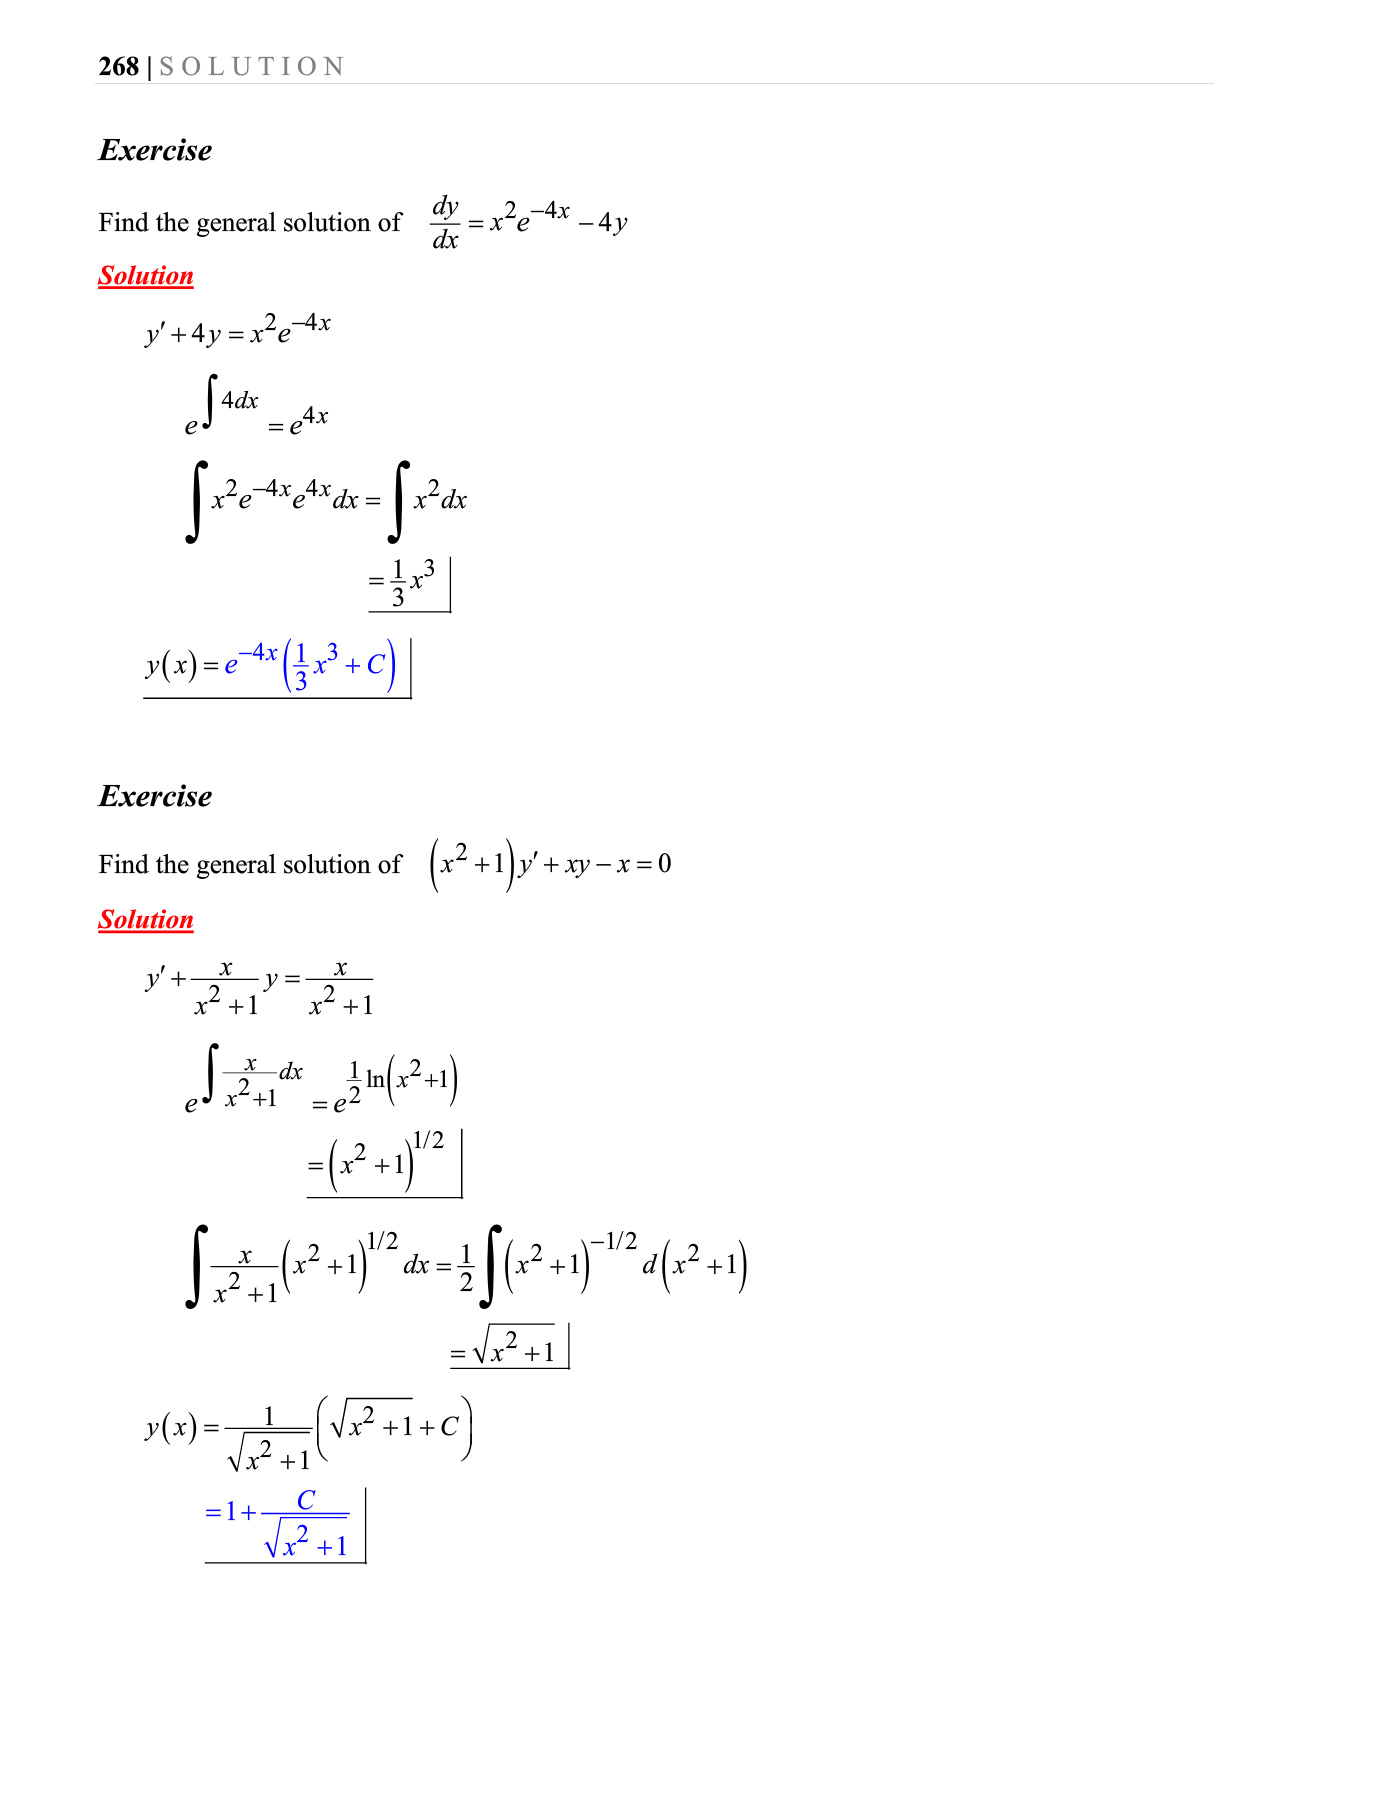 268 | S O L U T I O N
Exercise
Find the general solution of $\frac{dy}{dx} = x^2 e^{-4x} - 4y$
Solution
$y' + 4y = x^2 e^{-4x}$
$e^{\int 4dx} = e^{4x}$
$\int x^2 e^{-4x} e^{4x} dx = \int x^2 dx$
$= \frac{1}{3} x^3$
$y(x) = e^{-4x} \left( \frac{1}{3} x^3 + C \right)$
Exercise
Find the general solution of $\left( x^2 + 1 \right) y' + xy - x = 0$
Solution
$y' + \frac{x}{x^2 + 1} y = \frac{x}{x^2 + 1}$
$e^{\int \frac{x}{x^2 + 1} dx} = e^{\frac{1}{2} \ln \left( x^2 + 1 \right)}$
$= \left( x^2 + 1 \right)^{1/2}$
$\int \frac{x}{x^2 + 1} \left( x^2 + 1 \right)^{1/2} dx = \frac{1}{2} \int \left( x^2 + 1 \right)^{-1/2} d \left( x^2 + 1 \right)$
$= \sqrt{x^2 + 1}$
$y(x) = \frac{1}{\sqrt{x^2 + 1}} \left( \sqrt{x^2 + 1} + C \right)$
$= 1 + \frac{C}{\sqrt{x^2 + 1}}$